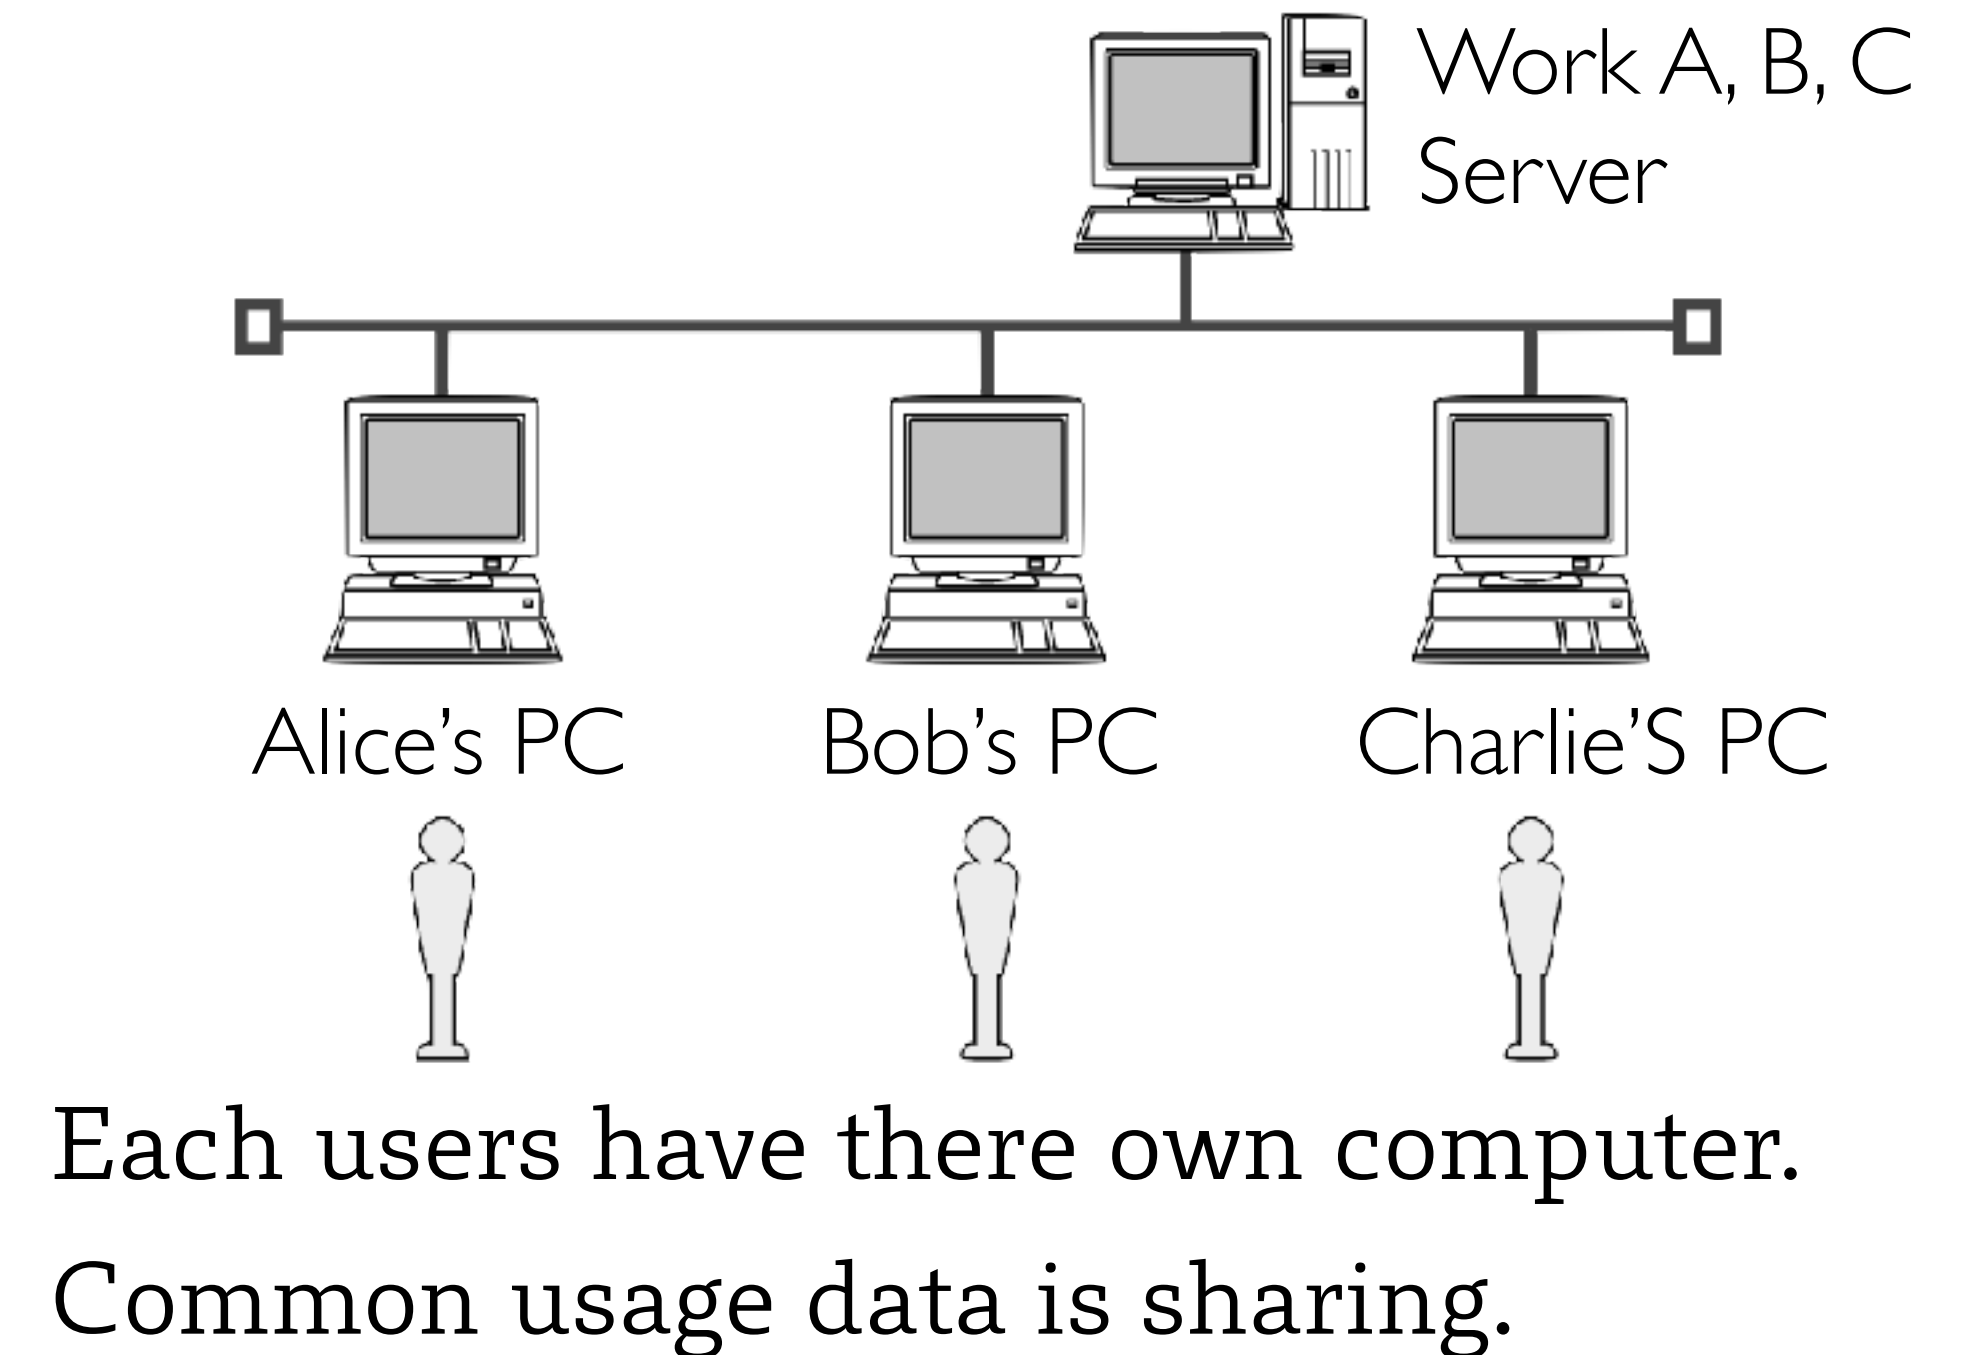 Work A, B, C
Server
Alice’s PC
Bob’s PC
Charlie’S PC
Each users have there own computer.
Common usage data is sharing.